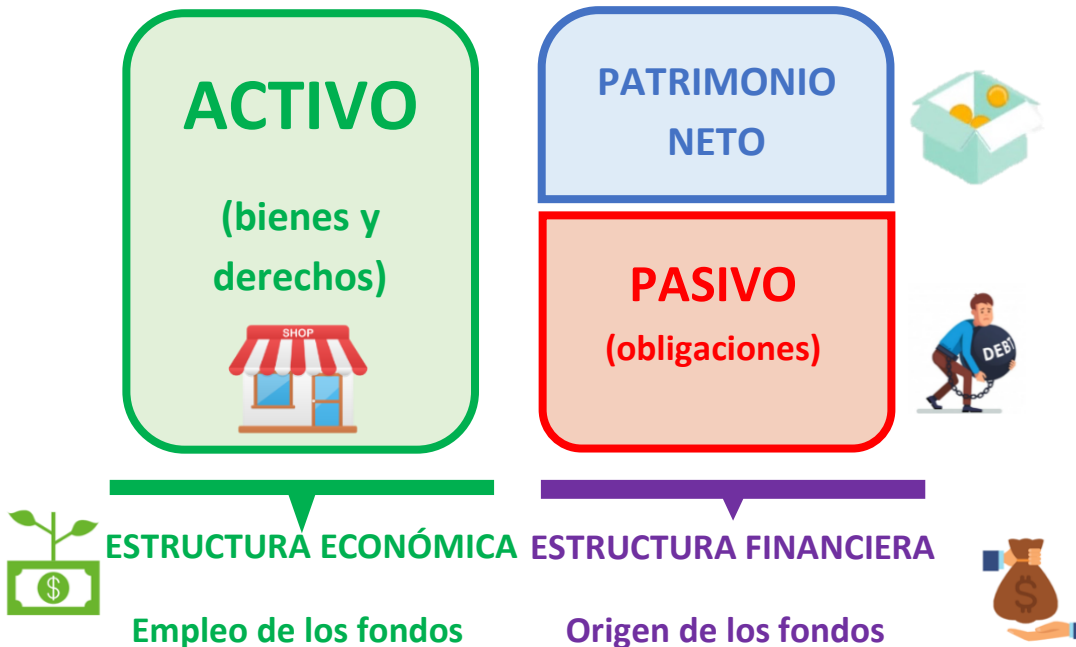 ACTIVO
(bienes y
derechos)
SHOP
PATRIMONIO
NETO
PASIVO
(obligaciones)
DEBT
ESTRUCTURA ECONÓMICA
ESTRUCTURA FINANCIERA
$
$
Empleo de los fondos
Origen de los fondos